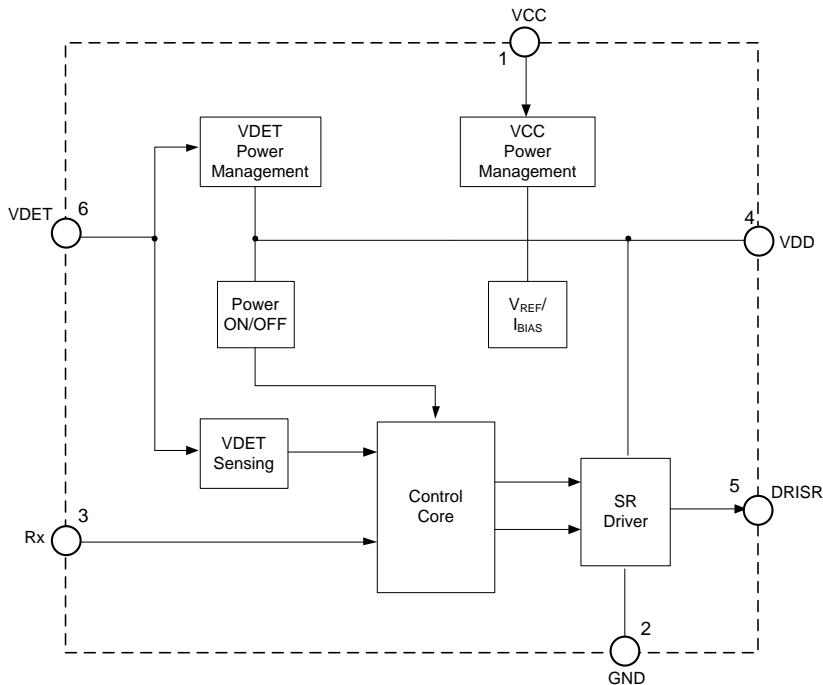 VCC
1
VDET
Power
Management
VCC
Power
Management
VDET
6
4
VDD
Power
ON/OFF
VREF/
IBIAS
VDET
Sensing
Control
Core
SR
Driver
5
DRISR
Rx
3
2
GND